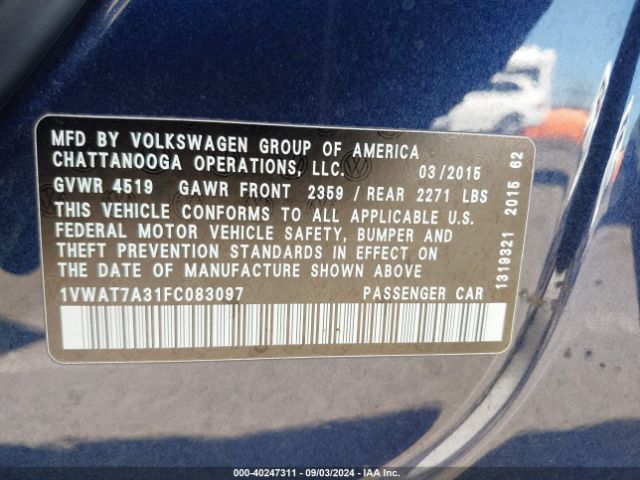 MFD BY VOLKSWAGEN GROUP OF AMERICA
CHATTANOOGA OPERATIONS, LLC. 03/2015
GVWR 4519 GAWR FRONT 2359 / REAR 2271 LBS
THIS VEHICLE CONFORMS TO ALL APPLICABLE U.S.
FEDERAL MOTOR VEHICLE SAFETY, BUMPER AND
THEFT PREVENTION STANDARDS IN EFFECT ON
THE DATE OF MANUFACTURE SHOWN ABOVE
1VWAT7A31FC083097 PASSENGER CAR
1319321 2015 62
000-40247311 - 09/03/2024 - IAA Inc.